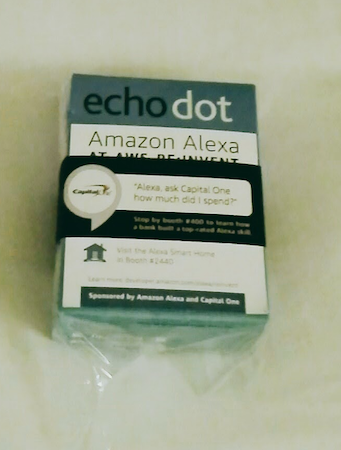 echo dot
Amazon Alexa
AT AWS RE:INVENT
Capital One
"Alexa, ask Capital One
how much did I spend?"
Stop by booth #400 to learn how
a bank built a top-rated Alexa skill
Visit the Alexa Smart Home
in Booth #2440
Learn more:
Sponsored by Amazon Alexa and Capital One